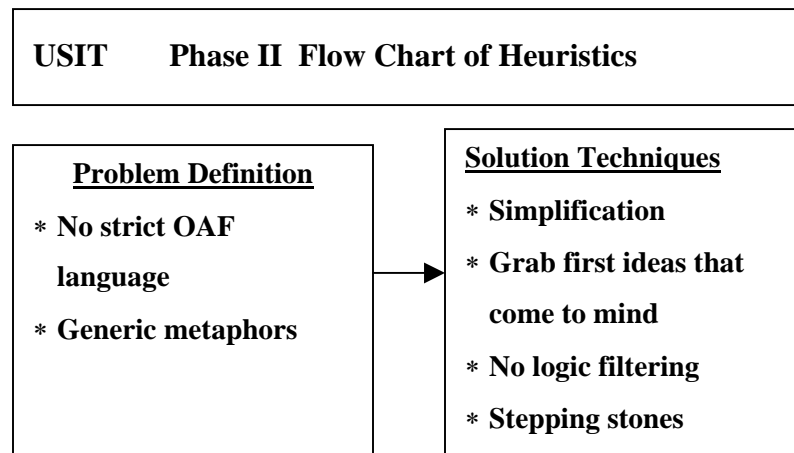 USIT Phase II Flow Chart of Heuristics
Problem Definition
* No strict OAF
language
* Generic metaphors
Solution Techniques
* Simplification
* Grab first ideas that
come to mind
* No logic filtering
* Stepping stones